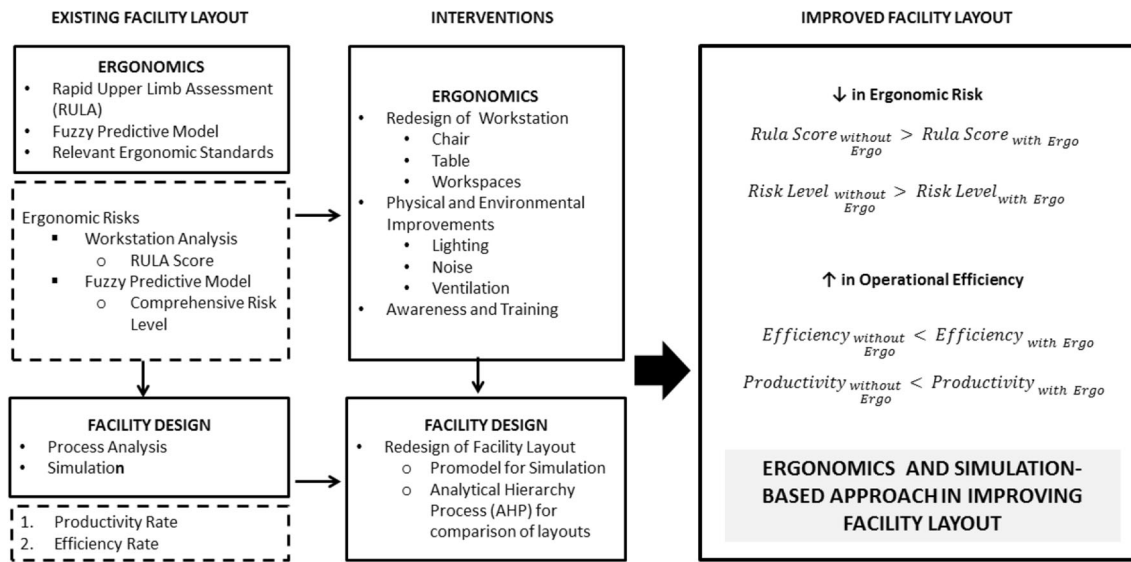 EXISTING FACILITY LAYOUT
ERGONOMICS
• Rapid Upper Limb Assessment
(RULA)
• Fuzzy Predictive Model
• Relevant Ergonomic Standards
Ergonomic Risks
▪ Workstation Analysis
o RULA Score
▪ Fuzzy Predictive Model
o Comprehensive Risk
Level
FACILITY DESIGN
• Process Analysis
• Simulation
1. Productivity Rate
2. Efficiency Rate
INTERVENTIONS
ERGONOMICS
• Redesign of Workstation
• Chair
• Table
• Workspaces
• Physical and Environmental
Improvements
• Lighting
• Noise
• Ventilation
• Awareness and Training
FACILITY DESIGN
• Redesign of Facility Layout
o Promodel for Simulation
o Analytical Hierarchy
Process (AHP) for
comparison of layouts
IMPROVED FACILITY LAYOUT
↓ in Ergonomic Risk
Rula Score without Ergo > Rula Score with Ergo
Risk Level without Ergo > Risk Level with Ergo
↑ in Operational Efficiency
Efficiency without Ergo < Efficiency with Ergo
Productivity without Ergo < Productivity with Ergo
ERGONOMICS AND SIMULATION-
BASED APPROACH IN IMPROVING
FACILITY LAYOUT